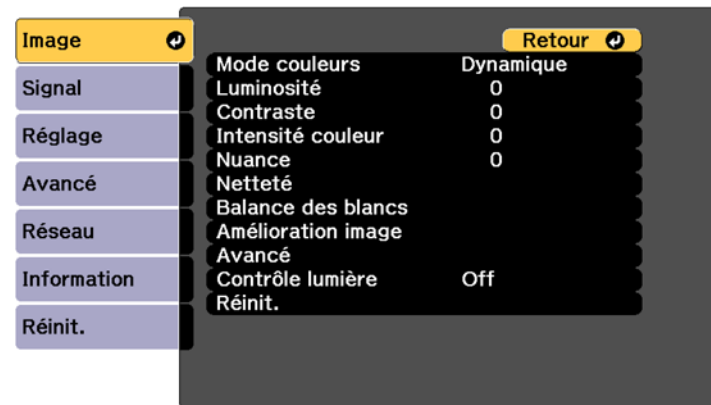 Image
Signal
Réglage
Avancé
Réseau
Information
Réinit.
Retour
Mode couleurs Dynamique
Luminosité 0
Contraste 0
Intensité couleur 0
Nuance 0
Netteté
Balance des blancs
Amélioration image
Avancé
Contrôle lumière Off
Réinit.